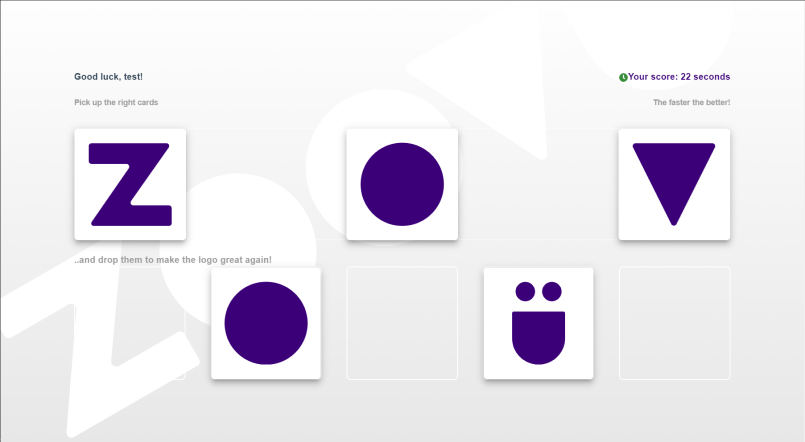 Good luck, test!
Your score: 22 seconds
Pick up the right cards
The faster the better!
Z
..and drop them to make the logo great again!